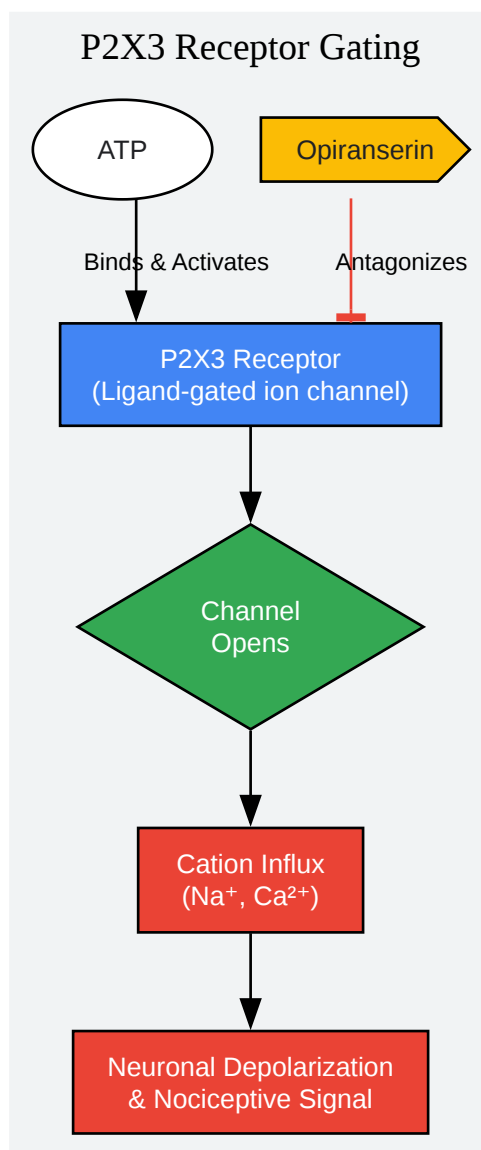 P2X3 Receptor Gating
ATP
Opiranserin
Binds & Activates
Antagonizes
P2X3 Receptor
(Ligand-gated ion channel)
Channel
Opens
Cation Influx
(Na⁺, Ca²⁺)
Neuronal Depolarization
& Nociceptive Signal